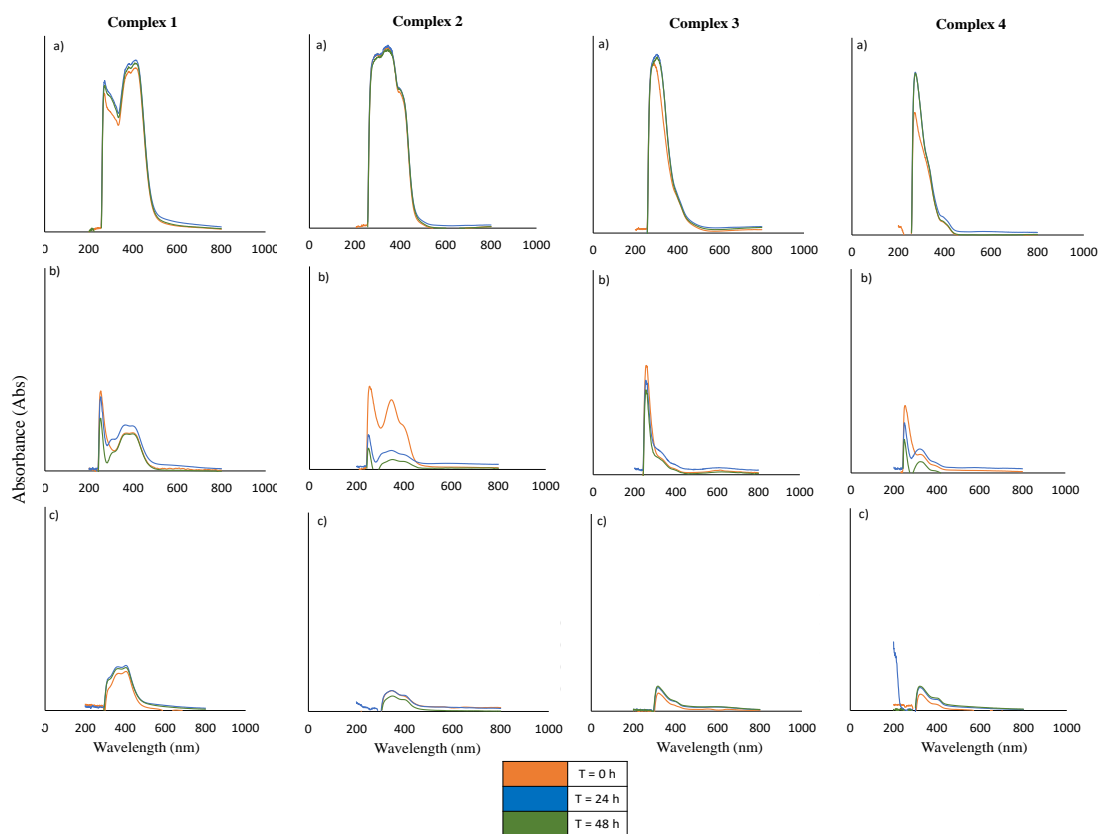 Complex 1 Complex 2 Complex 3 Complex 4
a) a) a) a)
0 200 400 600 800 1000 0 200 400 600 800 1000 0 200 400 600 800 1000 0 200 400 600 800 1000
b) b) b) b)
0 200 400 600 800 1000 0 200 400 600 800 1000 0 200 400 600 800 1000 0 200 400 600 800 1000
Absorbance (Abs)
c) c) c) c)
0 200 400 600 800 1000 0 200 400 600 800 1000 0 200 400 600 800 1000 0 200 400 600 800 1000
Wavelength (nm) Wavelength (nm) Wavelength (nm) Wavelength (nm)
T = 0 h
T = 24 h
T = 48 h